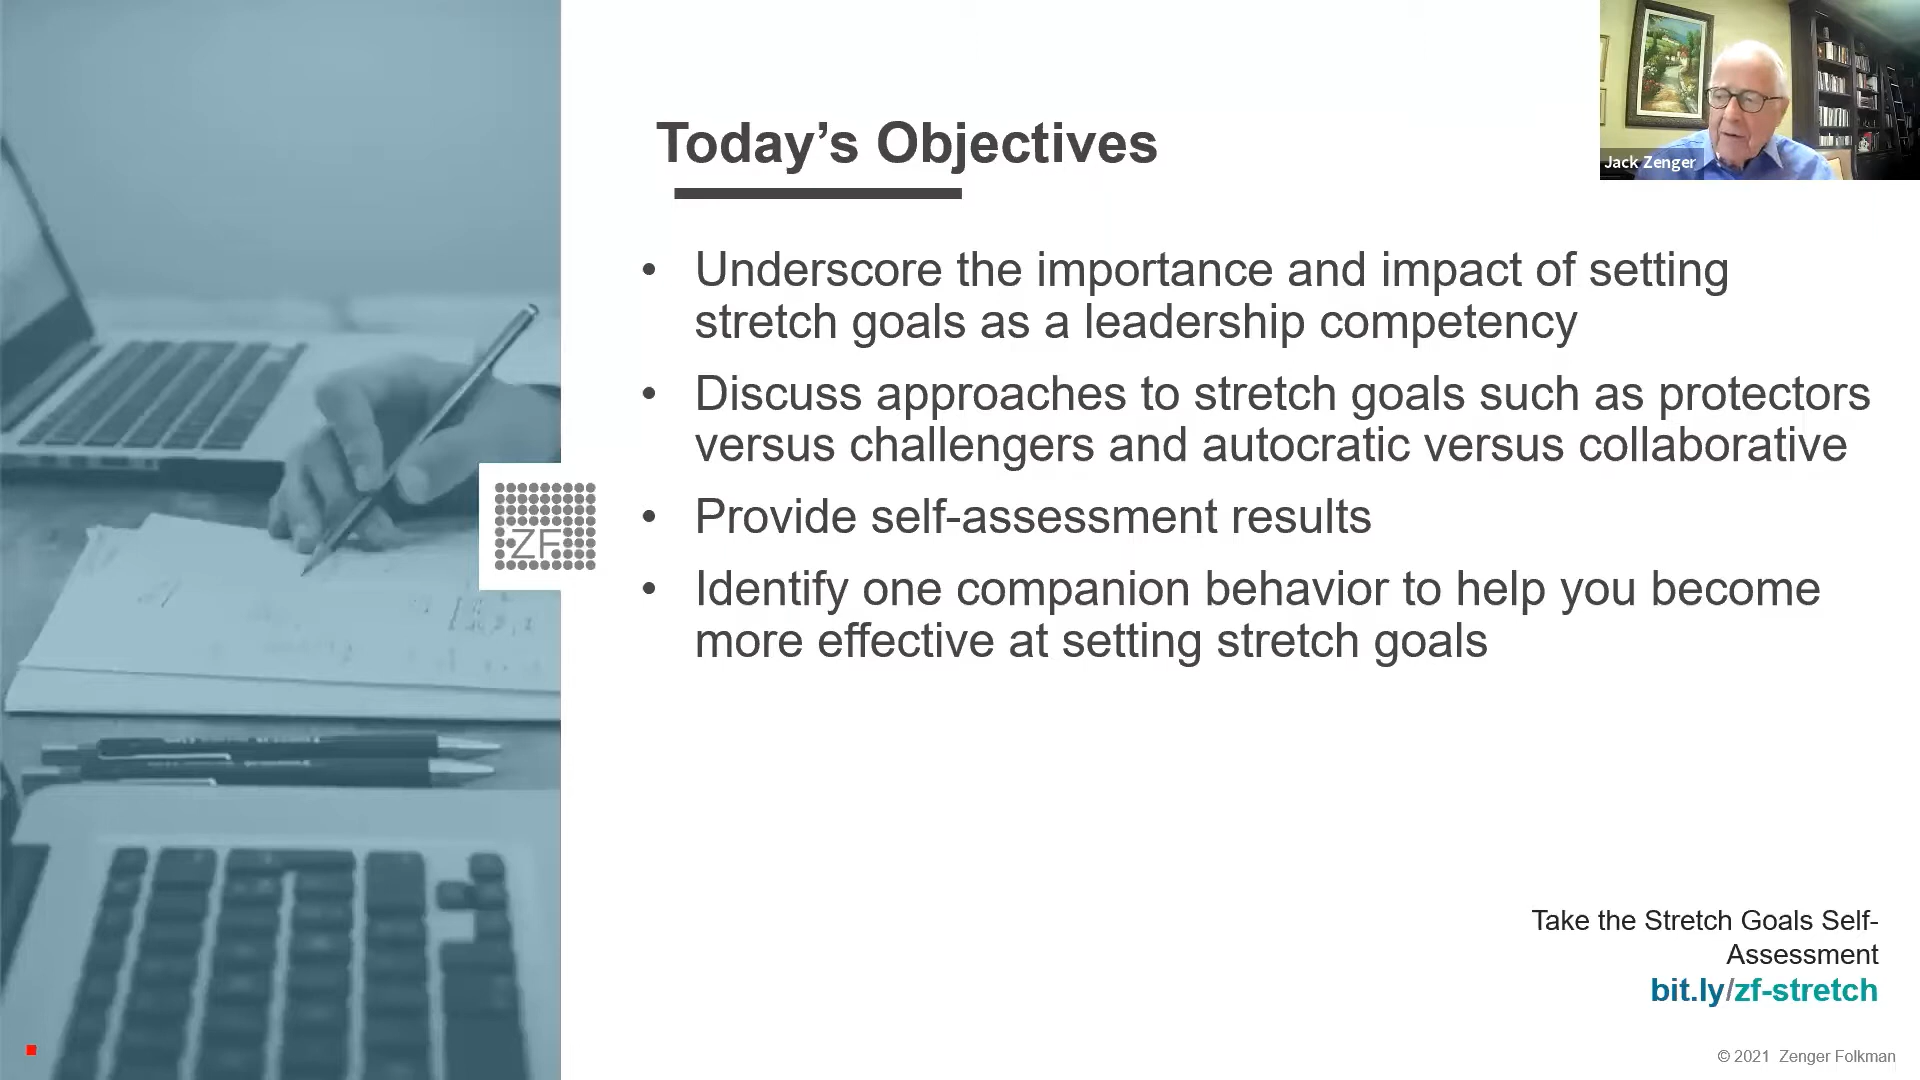 Today’s Objectives
Jack Zenger
• Underscore the importance and impact of setting
stretch goals as a leadership competency
• Discuss approaches to stretch goals such as protectors
versus challengers and autocratic versus collaborative
• Provide self-assessment results
• Identify one companion behavior to help you become
more effective at setting stretch goals
ZF
Take the Stretch Goals Self-
Assessment
bit.ly/zf-stretch
© 2021 Zenger Folkman